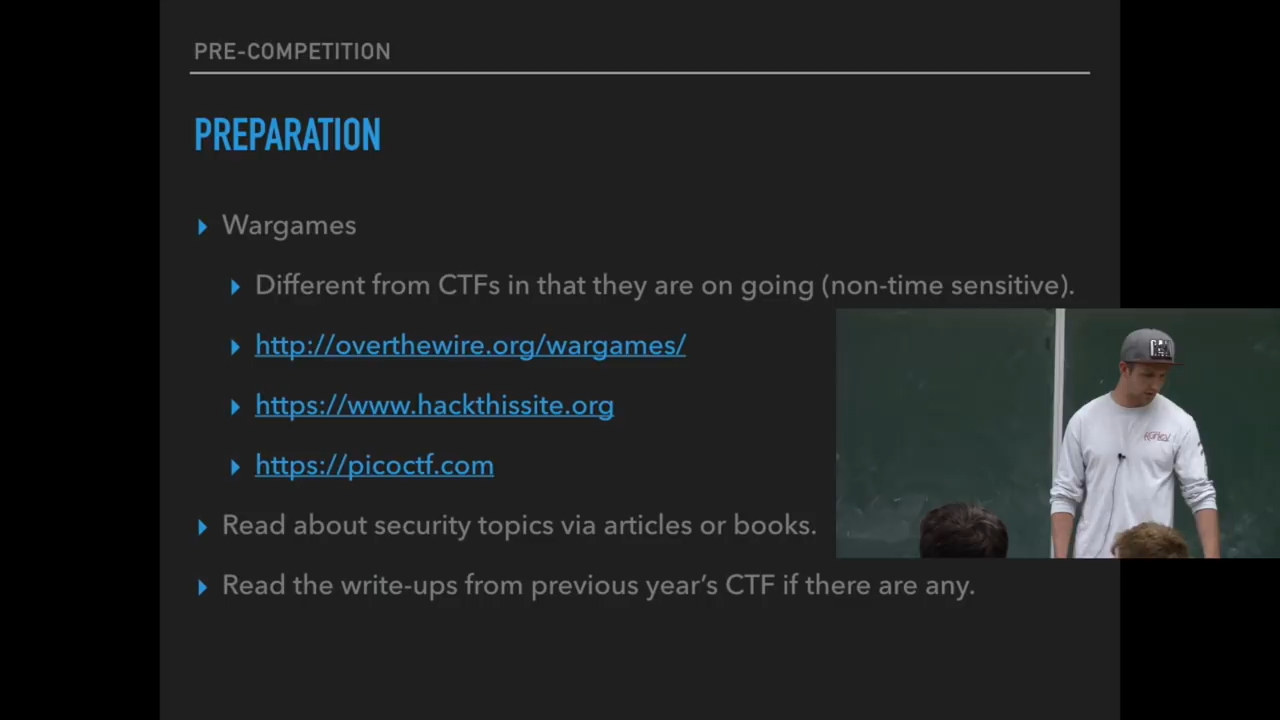 PRE-COMPETITION
PREPARATION
Wargames
Different from CTFs in that they are on going (non-time sensitive).
http://overthewire.org/wargames/
https://www.hackthissite.org
https://picoctf.com
Read about security topics via articles or books.
Read the write-ups from previous year's CTF if there are any.
Hurley